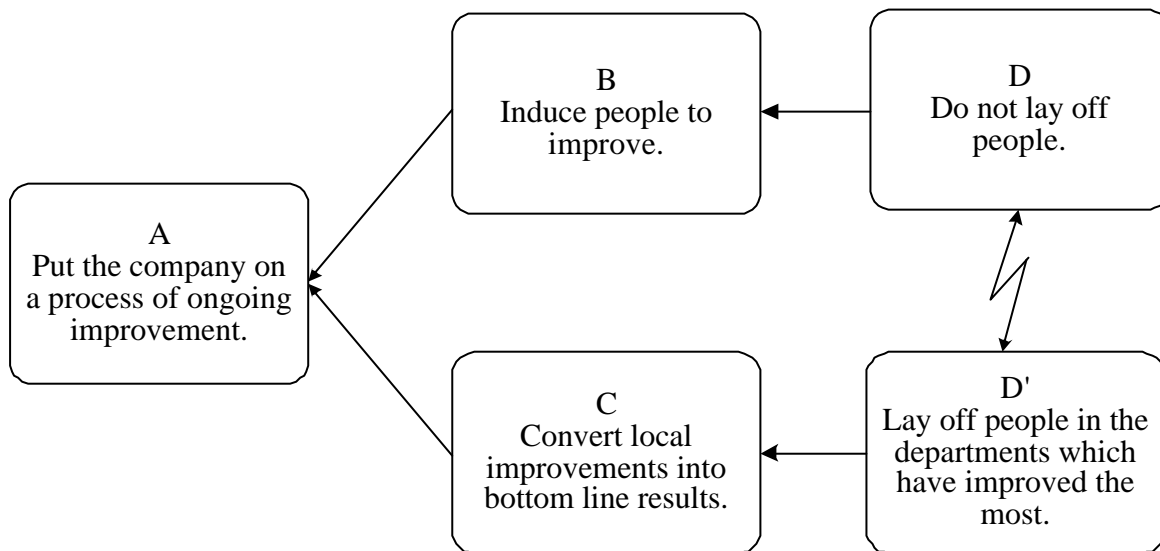 A
Put the company on
a process of ongoing
improvement.
B
Induce people to
improve.
C
Convert local
improvements into
bottom line results.
D
Do not lay off
people.
D'
Lay off people in the
departments which
have improved the
most.